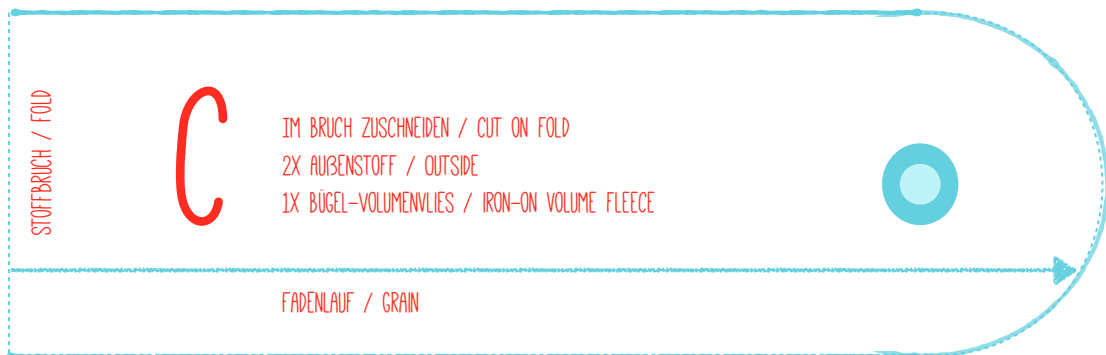 STOFFBRUCH / FOLD
C
IM BRUCH ZUSCHNEIDEN / CUT ON FOLD
2X AUßENSTOFF / OUTSIDE
1X BÜGEL-VOLUMENVLIES / IRON-ON VOLUME FLEECE
FADENLAUF / GRAIN